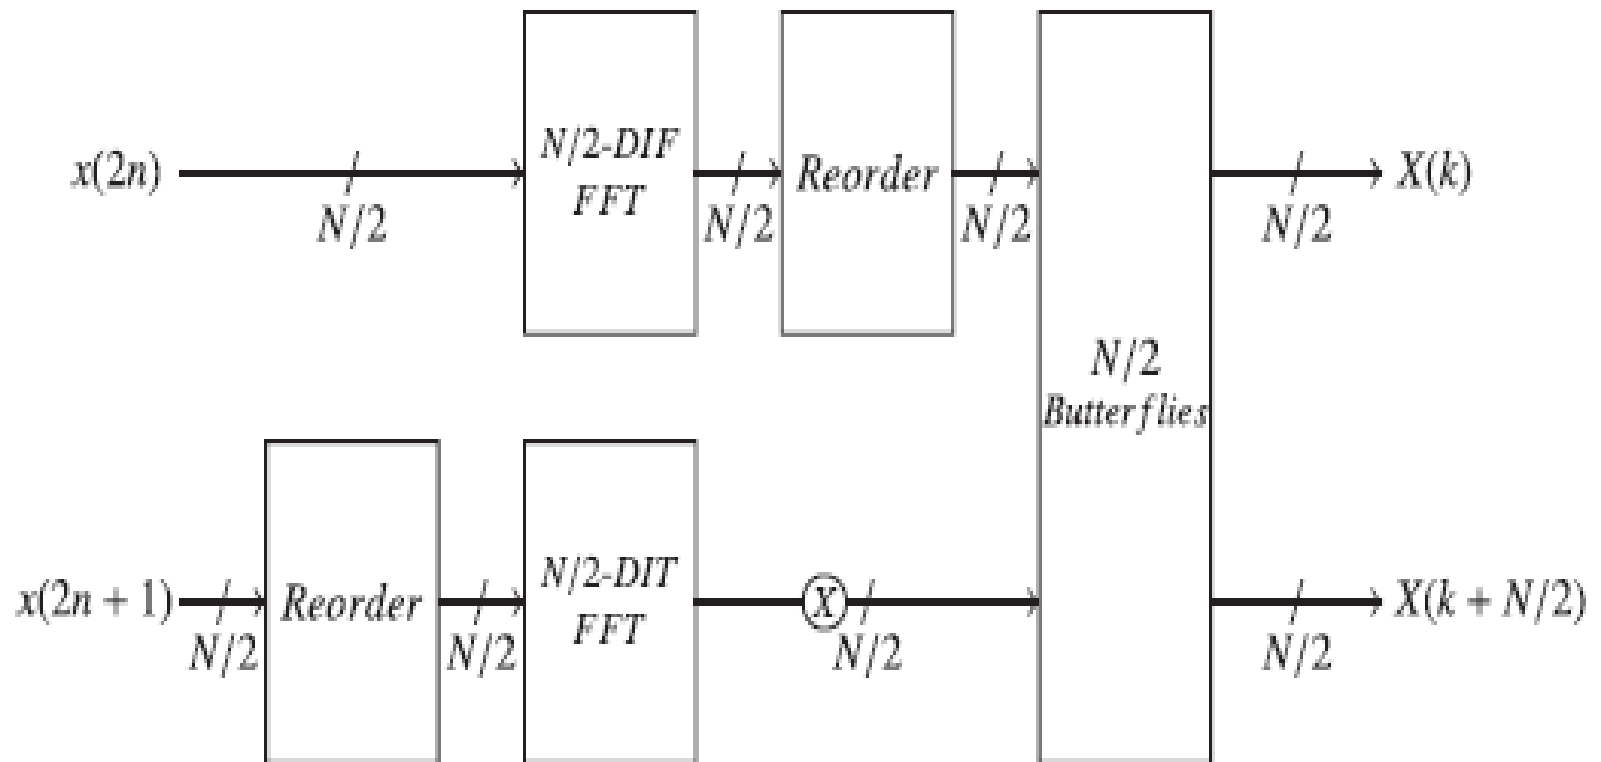 x(2n)
N/2
N/2-DIF
FFT
N/2
Reorder
N/2
N/2
Butterflies
N/2
X(k)
x(2n + 1)
N/2
Reorder
N/2
N/2-DIT
FFT
X
N/2
N/2
X(k + N/2)